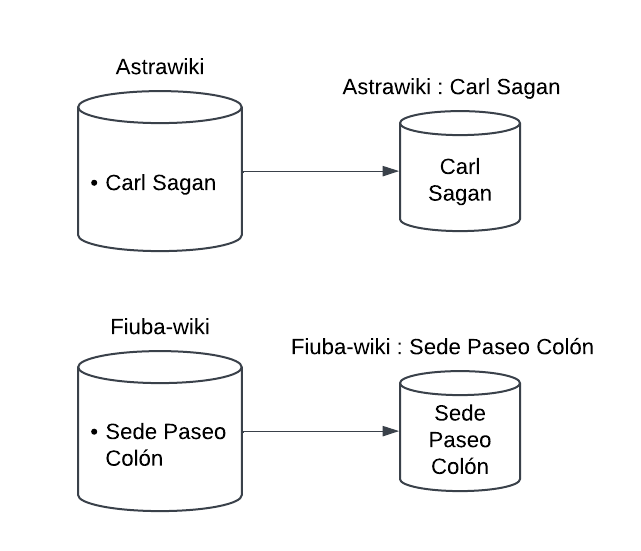 Astrawiki
Astrawiki : Carl Sagan
• Carl Sagan
Carl
Sagan
Fiuba-wiki
Fiuba-wiki : Sede Paseo Colón
• Sede Paseo
Colón
Sede
Paseo
Colón